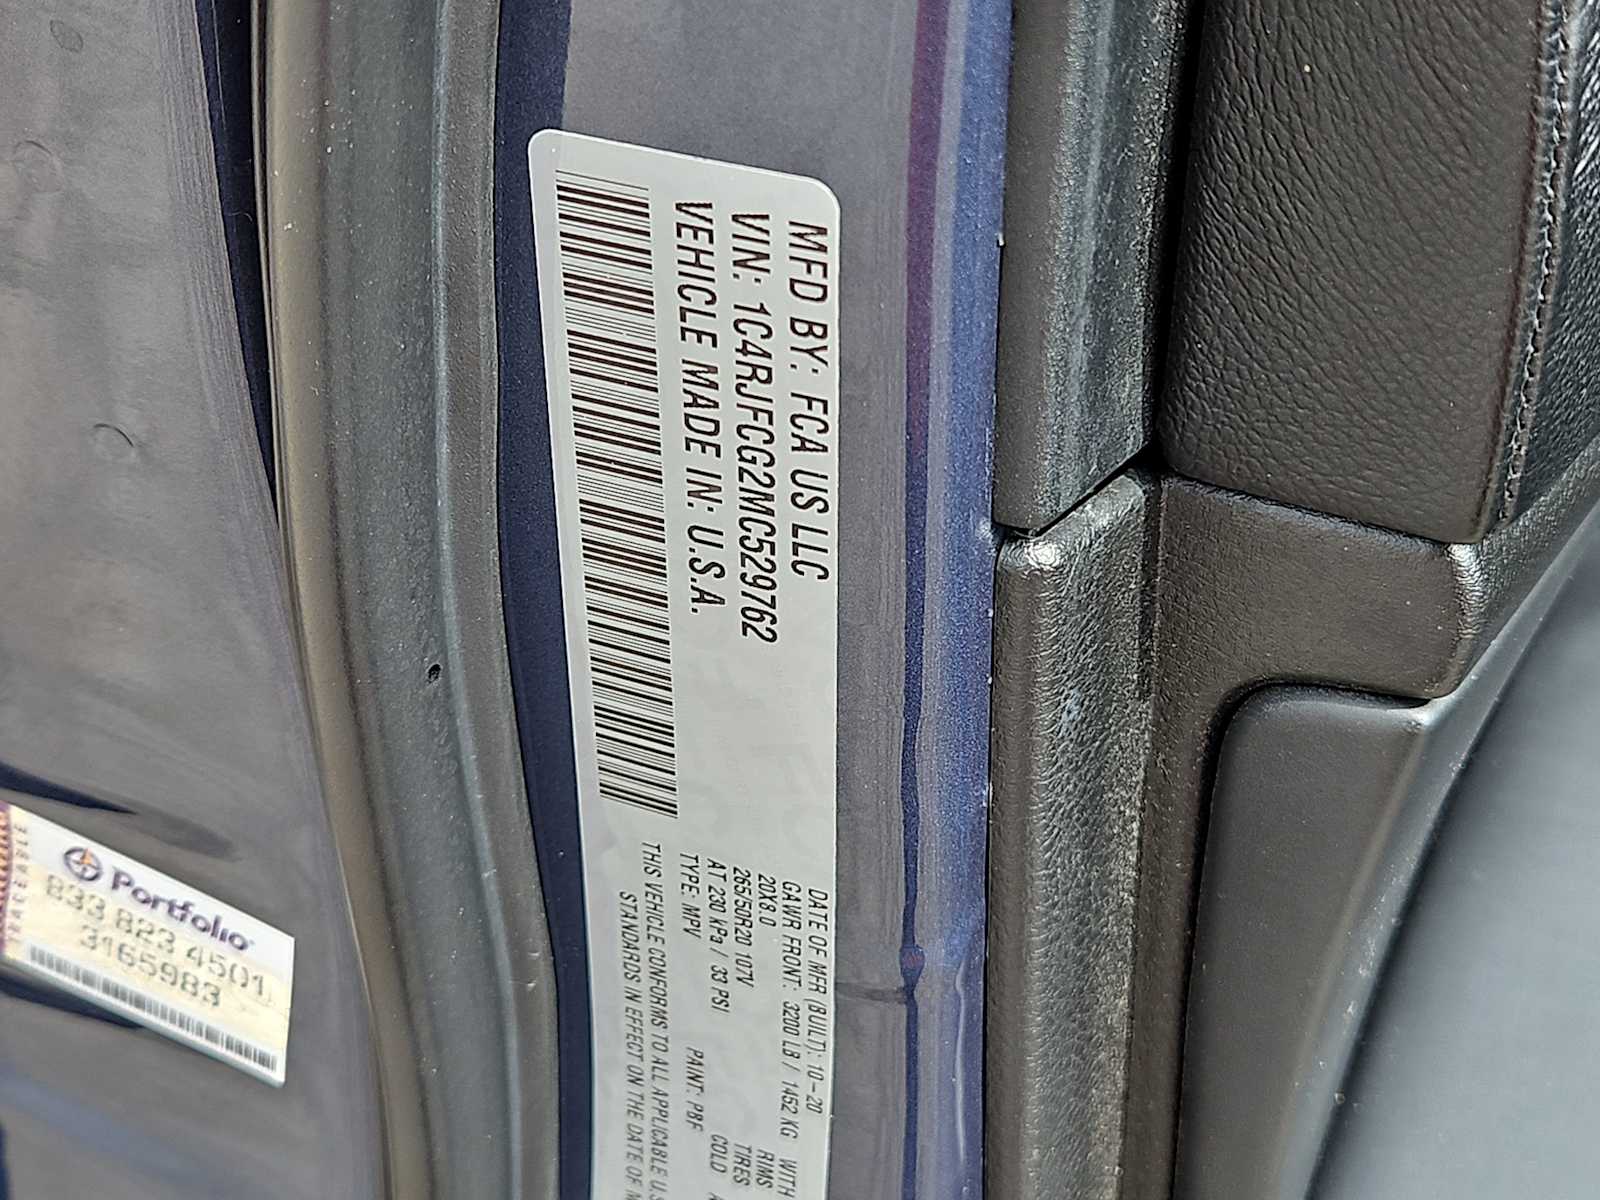 MFD BY: FCA US LLC
VIN: 1C4RJFCG2MC529762
VEHICLE MADE IN: U.S.A.
DATE OF MFR (BUILT): 10-20
GAWR FRONT: 3200 LB / 1452 KG WITH
20X8.0 RIMS
265/50R20 107V TIRES
AT 230 kPa / 33 PSI COLD
TYPE: MPV PAINT: PBF
THIS VEHICLE CONFORMS TO ALL APPLICABLE U.S
STANDARDS IN EFFECT ON THE DATE OF
TRACEABLE
Portfolio
833 823 4501
3165983